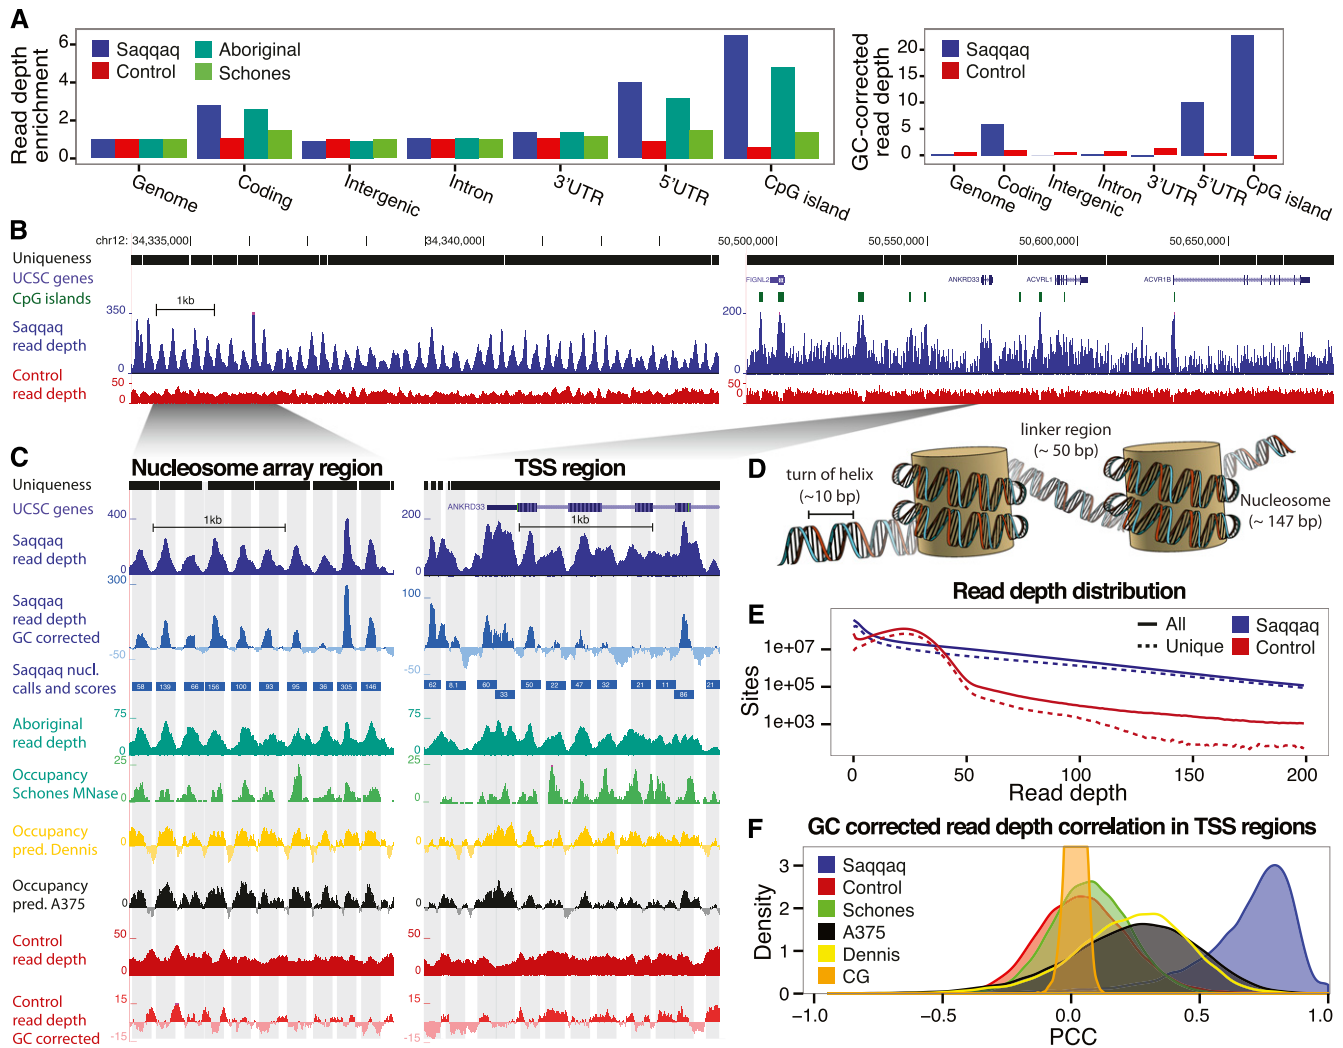 A
Read depth
enrichment
6
4
2
0
Saqqaq
Control
Aboriginal
Schones
Genome
Coding
Intergenic
Intron
3'UTR
5'UTR
CpG island
GC-corrected
read depth
20
15
10
5
0
Saqqaq
Control
Genome
Coding
Intergenic
Intron
3'UTR
5'UTR
CpG island
B
chr12: 34,335,000
34,340,000
50,500,000
50,550,000
50,600,000
50,650,000
Uniqueness
UCSC genes
FIGNL2
ANKRD33
ACVRL1
ACVR1B
CpG islands
1kb
350
200
Saqqaq
read depth
0
0
Control
read depth
50
0
50
0
C
Nucleosome array region
TSS region
Uniqueness
UCSC genes
ANKRD33
1kb
1kb
400
200
Saqqaq
read depth
0
0
300
100
Saqqaq
read depth
GC corrected
-50
-50
Saqqaq nucl.
calls and scores
58 139 66 156 100 93 95 36 305 146
62 8.1 60 33 50 22 47 32 21 11 86 21
Aboriginal
read depth
75
0
75
0
Occupancy
Schones MNase
25
0
25
0
Occupancy
pred. Dennis
0
0
Occupancy
pred. A375
0
0
Control
read depth
50
0
50
0
Control
read depth
GC corrected
15
-15
15
-15
D
turn of helix
(~10 bp)
linker region
(~ 50 bp)
Nucleosome
(~ 147 bp)
E
Read depth distribution
All
Unique
Saqqaq
Control
Sites
1e+07
1e+05
1e+03
0
50
100
150
200
Read depth
F
GC corrected read depth correlation in TSS regions
Saqqaq
Control
Schones
A375
Dennis
CG
Density
3
2
1
0
−1.0
−0.5
0.0
0.5
1.0
PCC